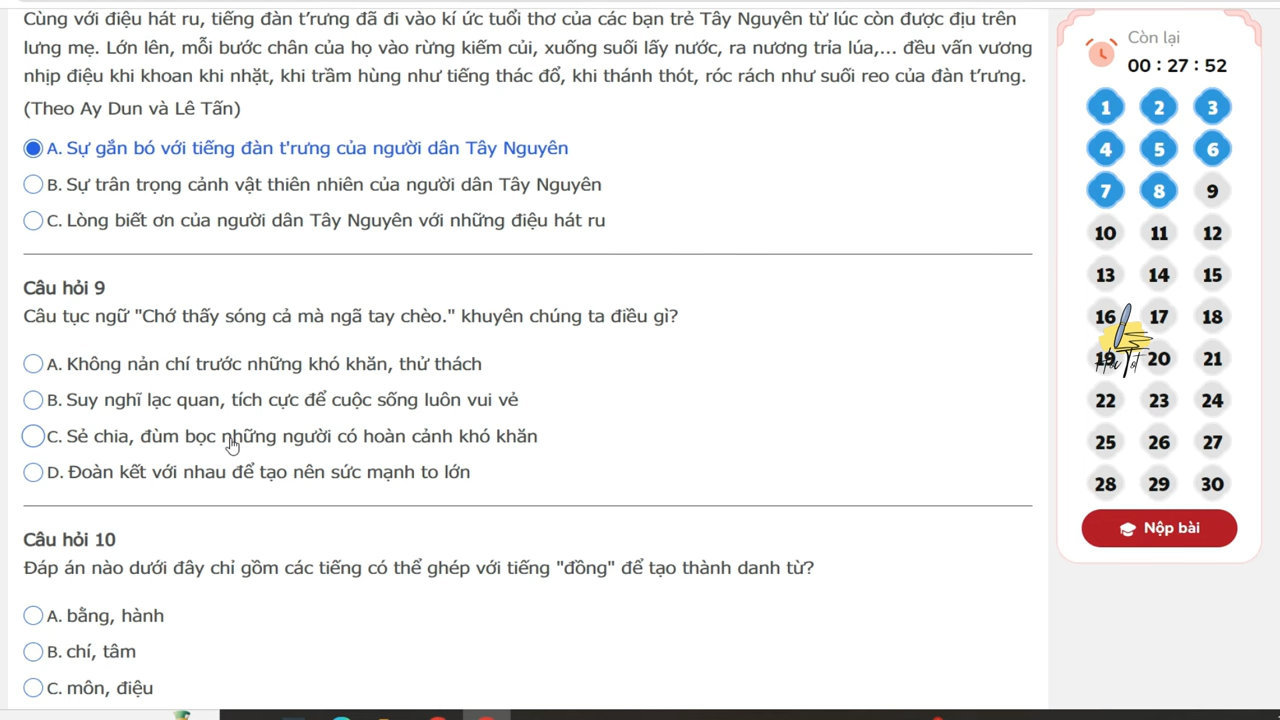 Cùng với điệu hát ru, tiếng đàn t’rưng đã đi vào kí ức tuổi thơ của các bạn trẻ Tây Nguyên từ lúc còn được địu trên
lưng mẹ. Lớn lên, mỗi bước chân của họ vào rừng kiếm củi, xuống suối lấy nước, ra nương trỉa lúa,... đều vấn vương
nhịp điệu khi khoan khi nhặt, khi trầm hùng như tiếng thác đổ, khi thánh thót, róc rách như suối reo của đàn t’rưng.
(Theo Ay Dun và Lê Tấn)
A. Sự gắn bó với tiếng đàn t'rưng của người dân Tây Nguyên
B. Sự trân trọng cảnh vật thiên nhiên của người dân Tây Nguyên
C. Lòng biết ơn của người dân Tây Nguyên với những điệu hát ru
Câu hỏi 9
Câu tục ngữ "Chớ thấy sóng cả mà ngã tay chèo." khuyên chúng ta điều gì?
A. Không nản chí trước những khó khăn, thử thách
B. Suy nghĩ lạc quan, tích cực để cuộc sống luôn vui vẻ
C. Sẻ chia, đùm bọc những người có hoàn cảnh khó khăn
D. Đoàn kết với nhau để tạo nên sức mạnh to lớn
Câu hỏi 10
Đáp án nào dưới đây chỉ gồm các tiếng có thể ghép với tiếng "đồng" để tạo thành danh từ?
A. bằng, hành
B. chí, tâm
C. môn, điệu
Còn lại
00 : 27 : 52
1 2 3
4 5 6
7 8 9
10 11 12
13 14 15
16 17 18
19 20 21
22 23 24
25 26 27
28 29 30
Nộp bài